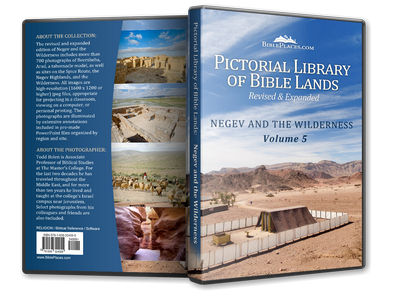 ABOUT THE COLLECTION:
The revised and expanded
edition of Negev and the
Wilderness includes more than
700 photographs of Beersheba,
Arad, a tabernacle model, as well
as sites on the Spice Route, the
Negev Highlands, and the
Wilderness. All images are
high-resolution (1600 x 1200 or
higher) jpeg files, appropriate
for projecting in a classroom,
viewing on a computer, or
personal printing. The
photographs are illuminated
by extensive annotations
included in pre-made
PowerPoint files organized by
region and site.
ABOUT THE PHOTOGRAPHER:
Todd Bolen is Associate
Professor of Biblical Studies
at The Master's College. For
the last two decades he has
traveled throughout the
Middle East, and for more
than ten years he lived and
taught at the college's Israel
campus near Jerusalem.
Select photographs from his
colleagues and friends are
also included.
RELIGION / Biblical Reference / Software
www.BiblePlaces.com
Pictorial Library of Bible Lands: Negev and the Wilderness
BIBLEPLACES.COM
PICTORIAL LIBRARY
OF BIBLE LANDS
Revised & Expanded
NEGEV AND THE WILDERNESS
Volume 5